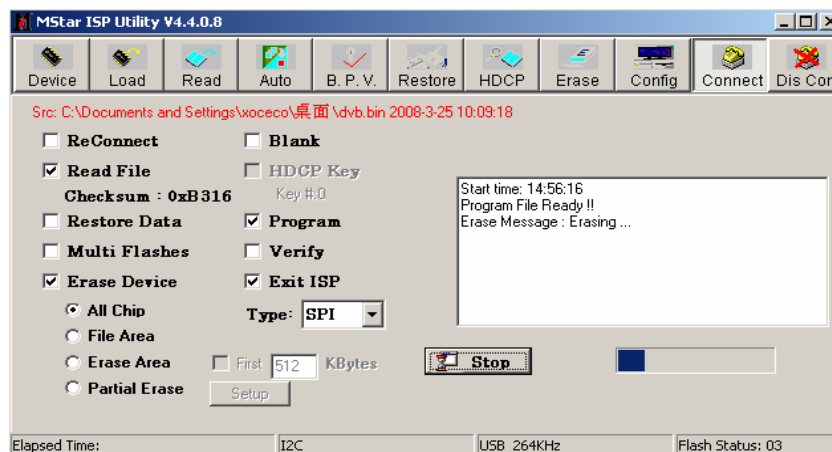 MStar ISP Utility V4.4.0.8
Device Load Read Auto B.P.V. Restore HDCP Erase Config Connect Dis Con
Src: C:\Documents and Settings\xoceco\桌面\dvb.bin 2008-3-25 10:09:18
ReConnect Blank
Read File HDCP Key
Checksum : 0xB316 Key #:0
Restore Data Program
Multi Flashes Verify
Erase Device Exit ISP
All Chip Type: SPI
File Area
Erase Area First 512 KBytes
Partial Erase Setup
Start time: 14:56:16
Program File Ready !!
Erase Message : Erasing ...
Stop
Elapsed Time: I2C USB 264KHz Flash Status: 03